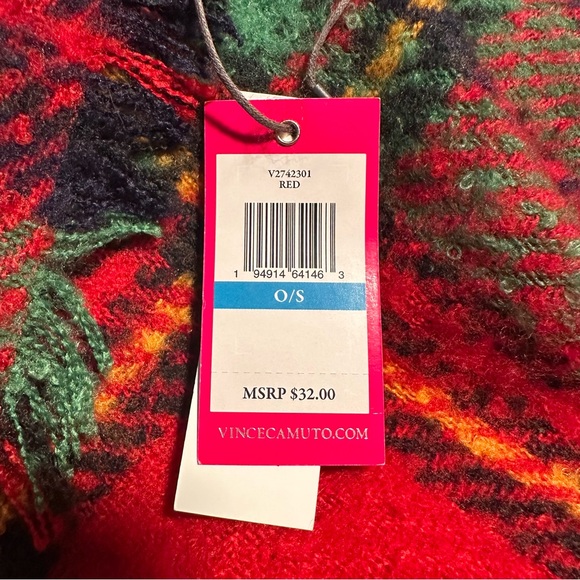 V2742301
RED
1 94914 64146 3
O/S
MSRP $32.00
VINCECAMUTO.COM